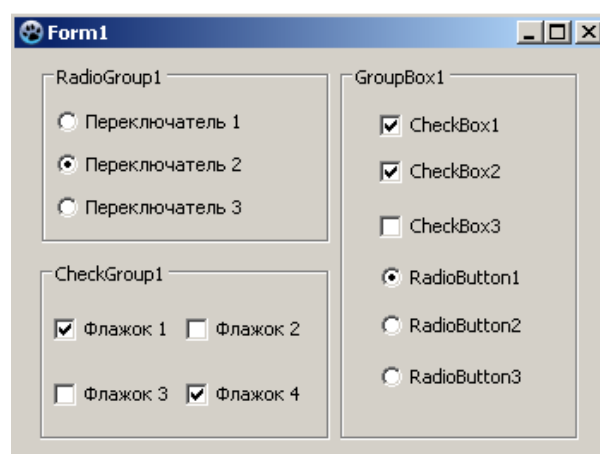 Form1
RadioGroup1
Переключатель 1
Переключатель 2
Переключатель 3
CheckGroup1
Флажок 1 Флажок 2
Флажок 3 Флажок 4
GroupBox1
CheckBox1
CheckBox2
CheckBox3
RadioButton1
RadioButton2
RadioButton3